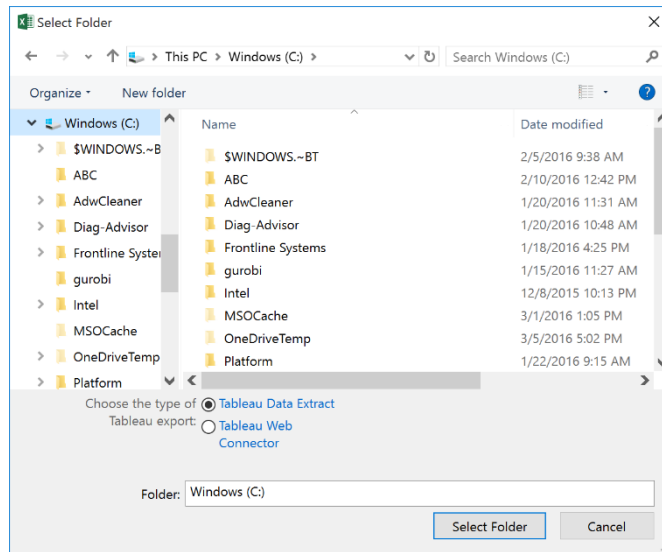 Select Folder
This PC > Windows (C:) >
Search Windows (C:)
Organize
New folder
Windows (C:)
$WINDOWS.~B
ABC
AdwCleaner
Diag-Advisor
Frontline System
gurobi
Intel
MSOCache
OneDriveTemp
Platform
Name Date modified
$WINDOWS.~BT 2/5/2016 9:38 AM
ABC 2/10/2016 12:42 PM
AdwCleaner 1/20/2016 11:31 AM
Diag-Advisor 1/20/2016 10:48 AM
Frontline Systems 1/18/2016 4:25 PM
gurobi 1/15/2016 11:27 AM
Intel 12/8/2015 10:13 PM
MSOCache 3/1/2016 1:05 PM
OneDriveTemp 3/5/2016 5:02 PM
Platform 1/22/2016 9:15 AM
Choose the type of
Tableau export:
Tableau Data Extract
Tableau Web
Connector
Folder: Windows (C:)
Select Folder
Cancel